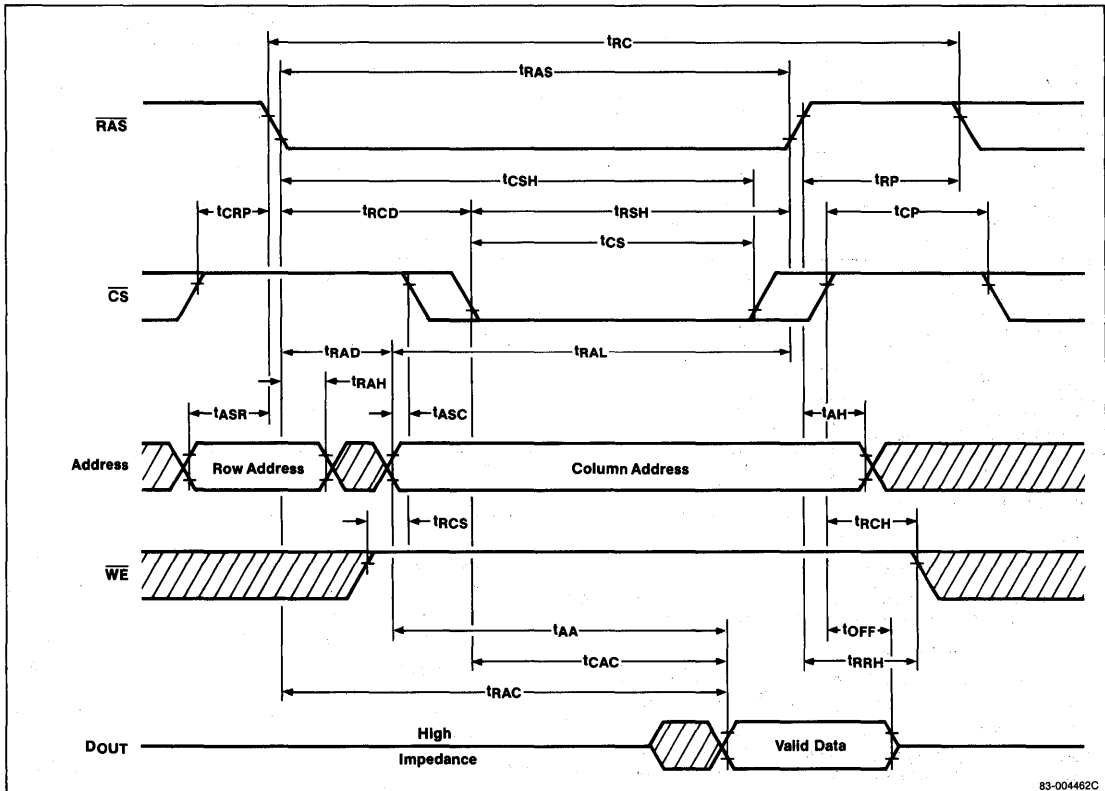 tRC
tRAS
RAS
tCSH
tRP
tCRP
tRCD
tRSH
tCP
tCS
CS
tRAD
tRAL
tRAH
tASR
tASC
tAH
Address
Row Address
Column Address
tRCS
tRCH
WE
tAA
tOFF
tCAC
tRRH
tRAC
DOUT
High
Impedance
Valid Data
83-004462C